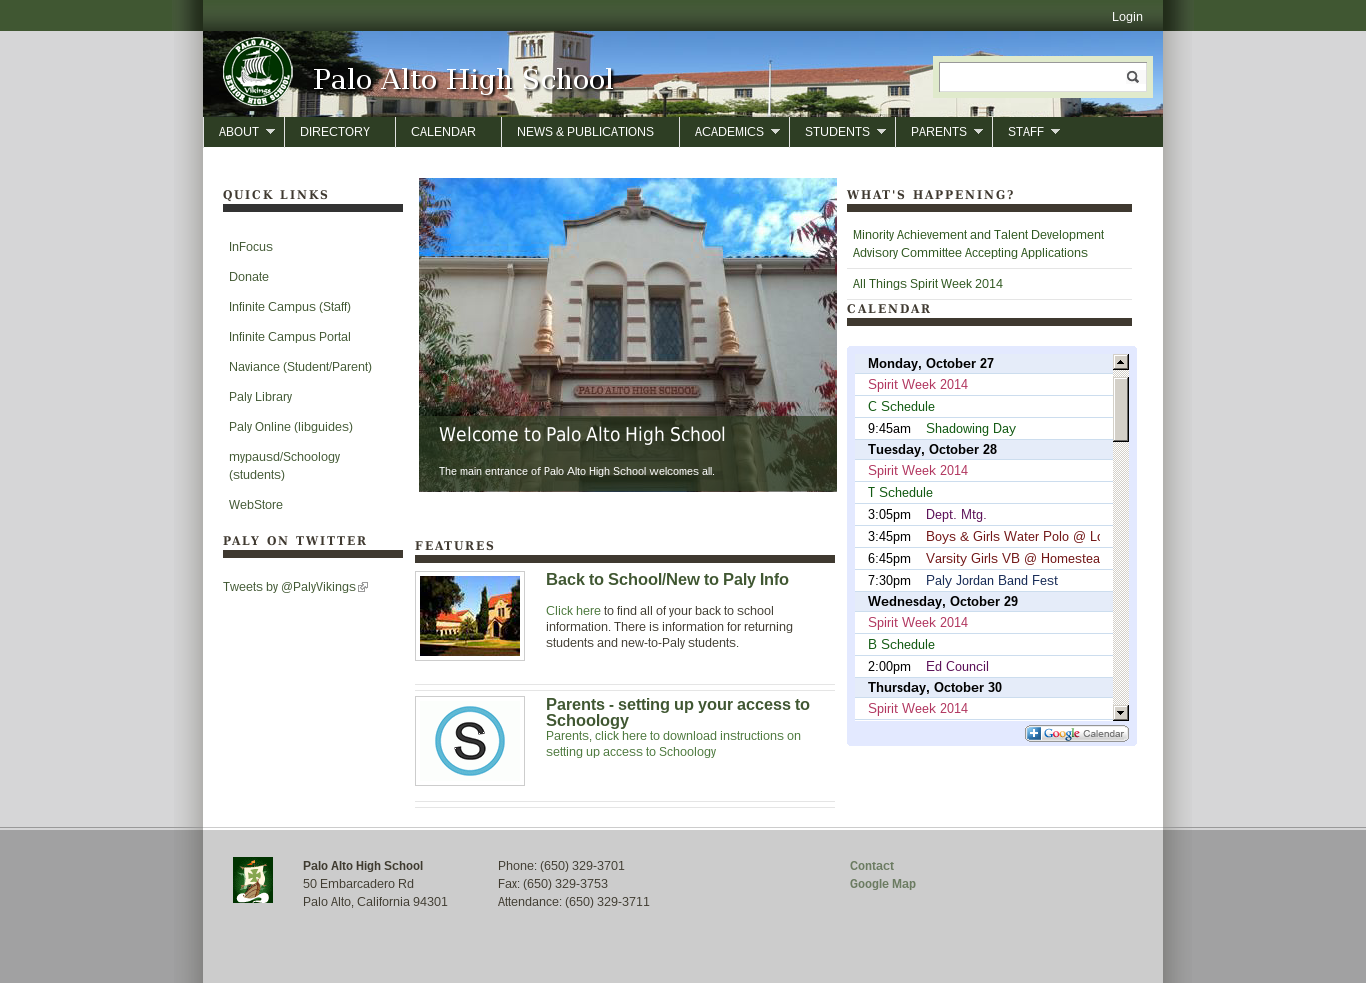 Login
PALO ALTO
Vikings
SENIOR HIGH SCHOOL
Palo Alto High School
ABOUT
DIRECTORY
CALENDAR
NEWS & PUBLICATIONS
ACADEMICS
STUDENTS
PARENTS
STAFF
QUICK LINKS
InFocus
Donate
Infinite Campus (Staff)
Infinite Campus Portal
Naviance (Student/Parent)
Paly Library
Paly Online (libguides)
mypausd/Schoology
(students)
WebStore
PALY ON TWITTER
Tweets by @PalyVikings
PALO ALTO HIGH SCHOOL
Welcome to Palo Alto High School
The main entrance of Palo Alto High School welcomes all.
FEATURES
Back to School/New to Paly Info
Click here to find all of your back to school
information. There is information for returning
students and new-to-Paly students.
S
Parents - setting up your access to
Schoology
Parents, click here to download instructions on
setting up access to Schoology
WHAT'S HAPPENING?
Minority Achievement and Talent Development
Advisory Committee Accepting Applications
All Things Spirit Week 2014
CALENDAR
Monday, October 27
Spirit Week 2014
C Schedule
9:45am Shadowing Day
Tuesday, October 28
Spirit Week 2014
T Schedule
3:05pm Dept. Mtg.
3:45pm Boys & Girls Water Polo @ Lo
6:45pm Varsity Girls VB @ Homestea
7:30pm Paly Jordan Band Fest
Wednesday, October 29
Spirit Week 2014
B Schedule
2:00pm Ed Council
Thursday, October 30
Spirit Week 2014
Google Calendar
Palo Alto High School
50 Embarcadero Rd
Palo Alto, California 94301
Phone: (650) 329-3701
Fax: (650) 329-3753
Attendance: (650) 329-3711
Contact
Google Map